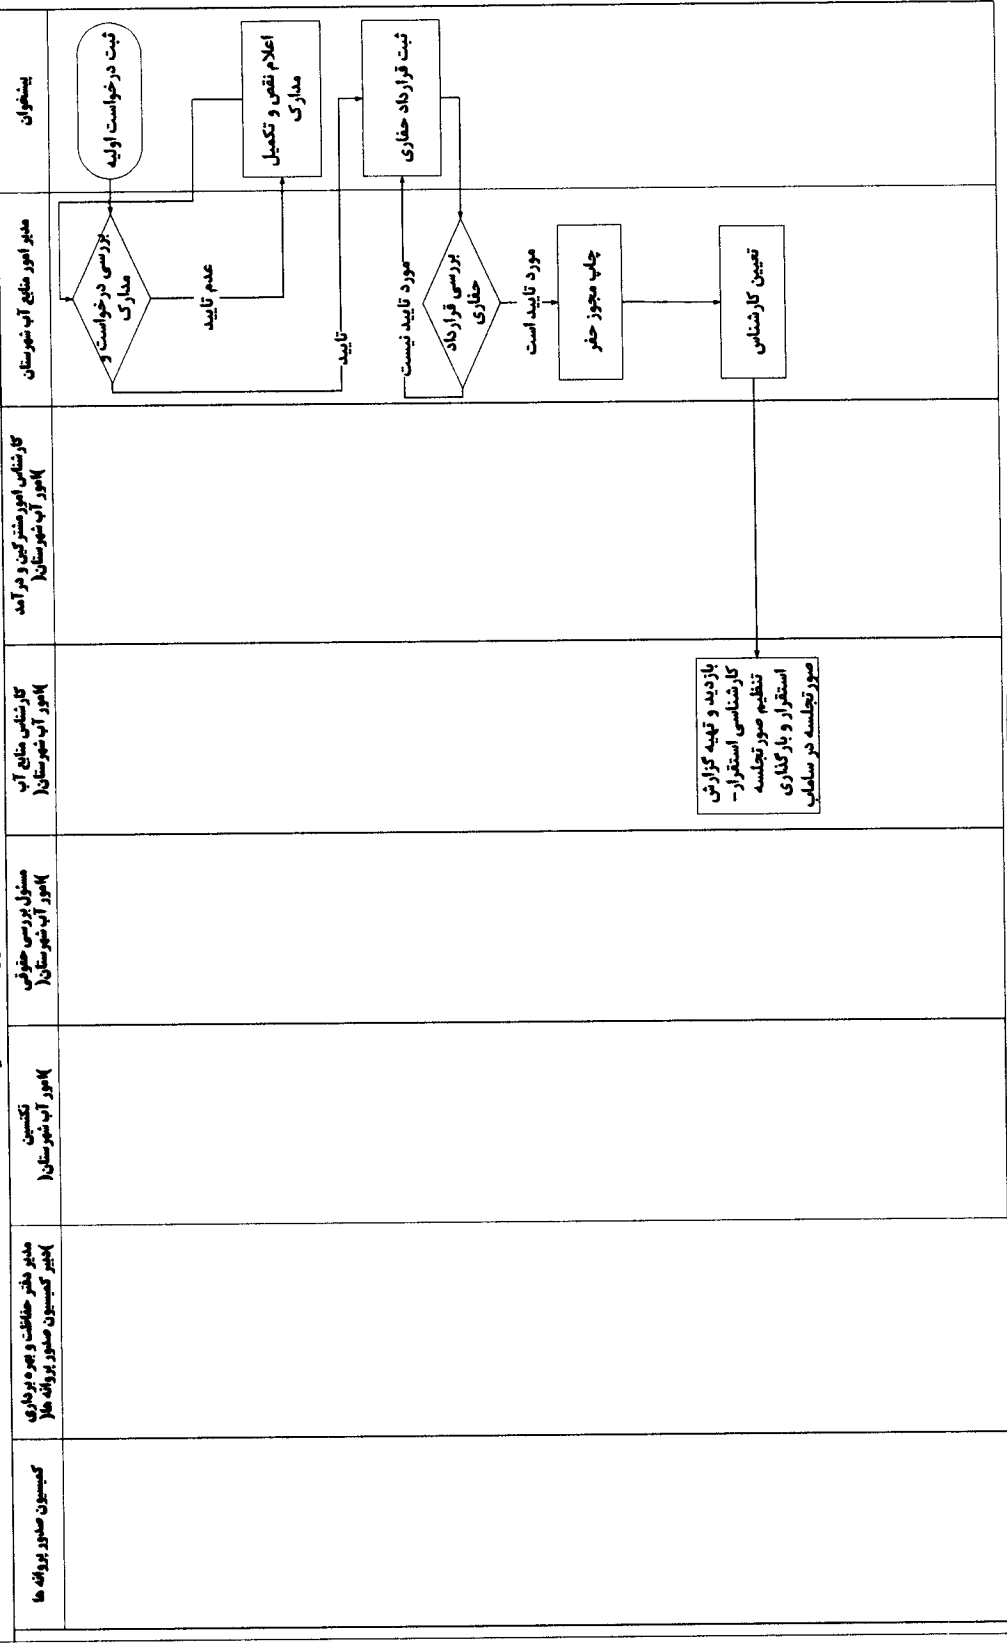 پیشخوان
مدیر امور منابع آب شهرستان
کارشناس امور مشترکین و درآمد
)امور آب شهرستان(
کارشناس منابع آب
)امور آب شهرستان(
مسئول بررسی حقوقی
)امور آب شهرستان(
تکنسین
)امور آب شهرستان(
مدیر دفتر حفاظت و بهره برداری
)دبیر کمیسیون صدور پروانه ها(
کمیسیون صدور پروانه ها
ثبت درخواست اولیه
بررسی درخواست و
مدارک
عدم تایید
اعلام نقص و تکمیل
مدارک
تایید
ثبت قرارداد حفاری
مورد تایید نیست
بررسی قرارداد
حفاری
مورد تایید است
چاپ مجوز حفر
تعیین کارشناس
بازدید و تهیه گزارش
کارشناسی استقرار-
تنظیم صورتجلسه
استقرار و بارگذاری
صورتجلسه در ساماب